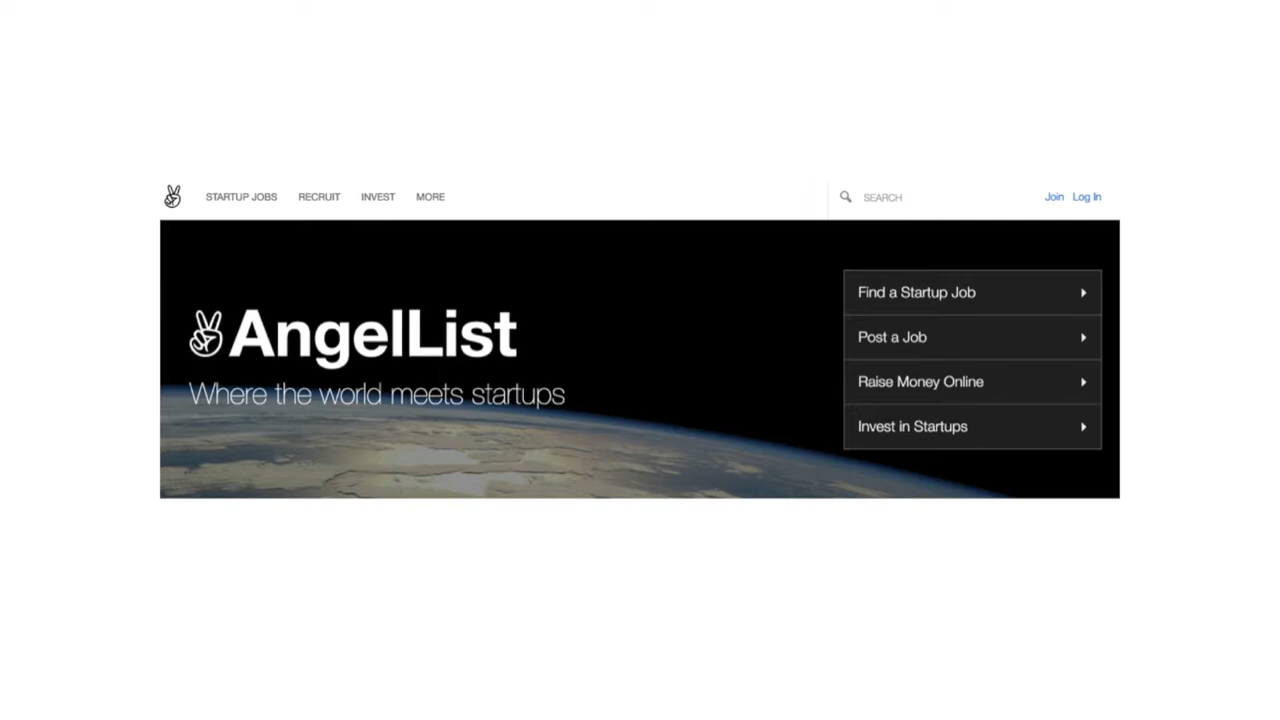 STARTUP JOBS RECRUIT INVEST MORE SEARCH Join Log In
AngelList
Where the world meets startups
Find a Startup Job
Post a Job
Raise Money Online
Invest in Startups